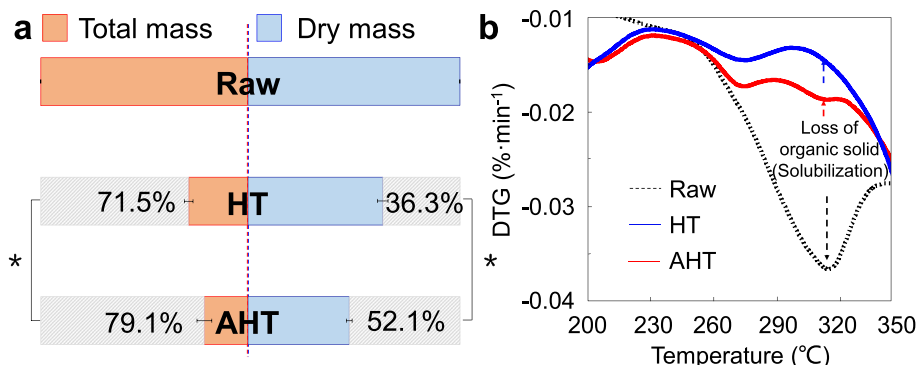 a
Total mass
Dry mass
Raw
71.5%
HT
36.3%
*
*
79.1%
AHT
52.1%
b
-0.01
-0.02
-0.03
-0.04
DTG (%·min⁻¹)
Loss of
organic solid
(Solubilization)
Raw
HT
AHT
200 230 260 290 320 350
Temperature (℃)